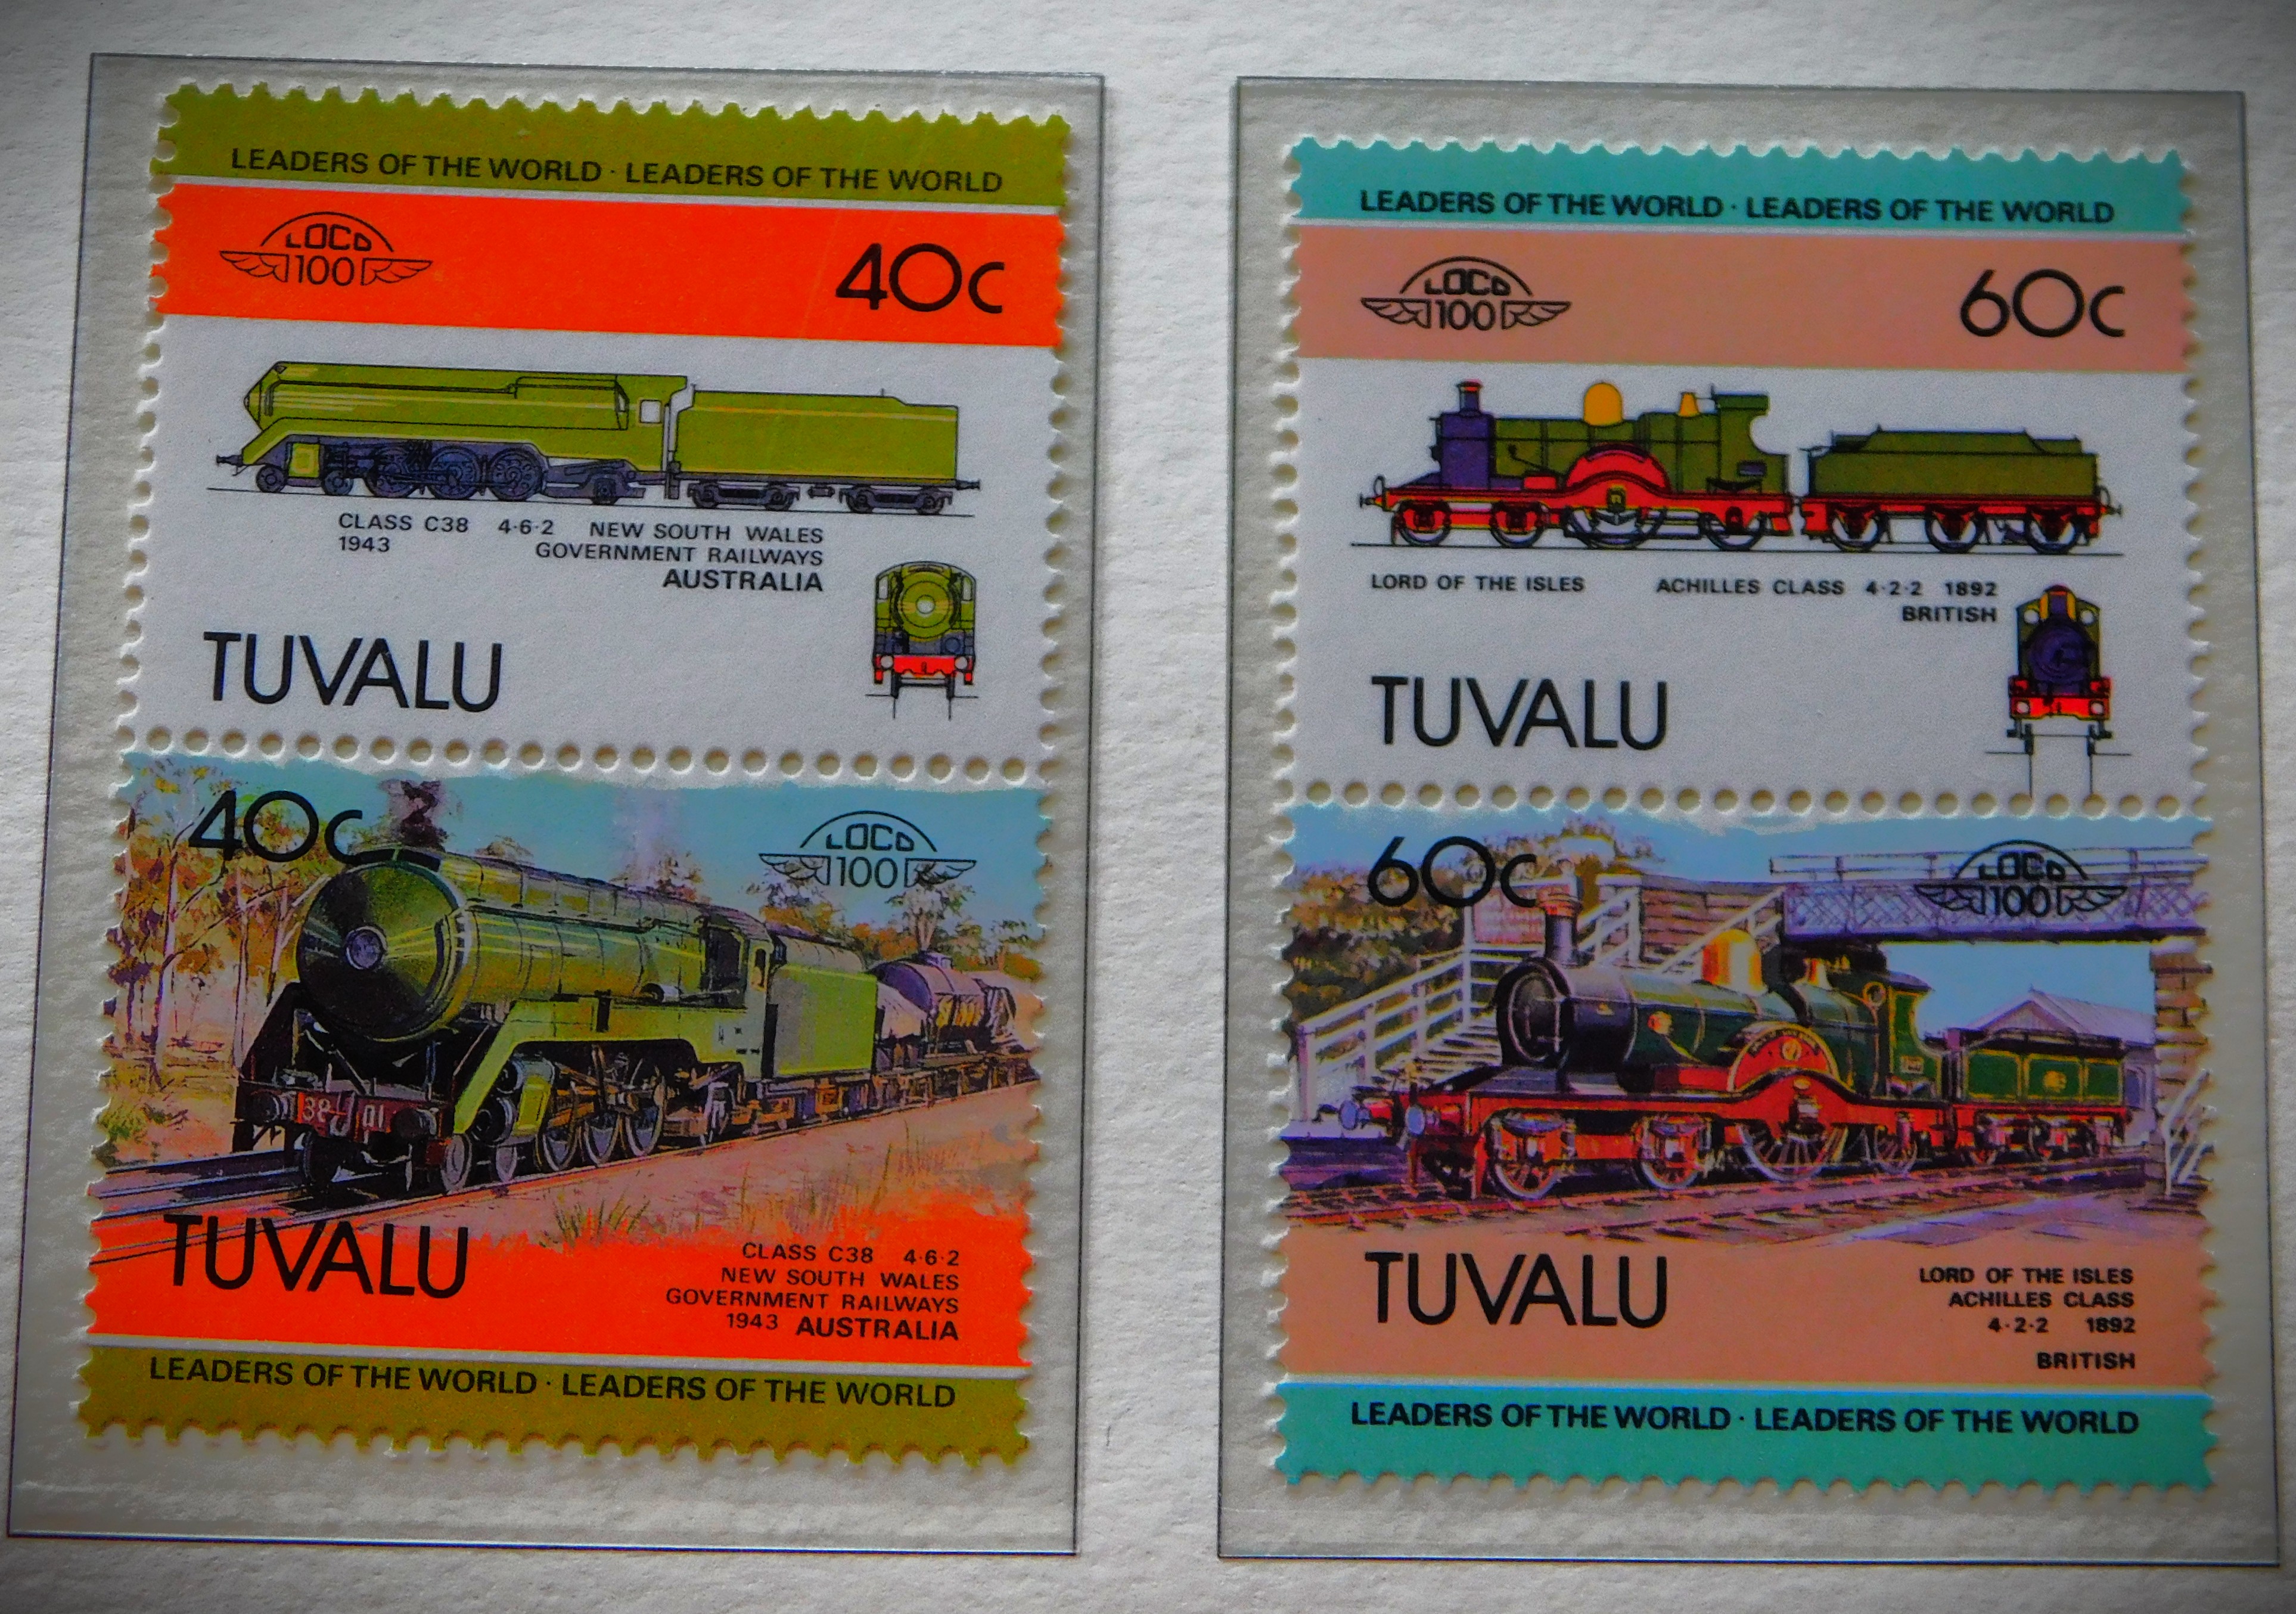 LEADERS OF THE WORLD · LEADERS OF THE WORLD
LOCO
100
40c
CLASS C38 4·6·2 NEW SOUTH WALES
1943 GOVERNMENT RAILWAYS
AUSTRALIA
TUVALU
40c
LOCO
100
38 01
TUVALU
CLASS C38 4·6·2
NEW SOUTH WALES
GOVERNMENT RAILWAYS
1943 AUSTRALIA
LEADERS OF THE WORLD · LEADERS OF THE WORLD
LEADERS OF THE WORLD · LEADERS OF THE WORLD
LOCO
100
60c
LORD OF THE ISLES ACHILLES CLASS 4·2·2 1892
BRITISH
TUVALU
60c
LOCO
100
TUVALU
LORD OF THE ISLES
ACHILLES CLASS
4·2·2 1892
BRITISH
LEADERS OF THE WORLD · LEADERS OF THE WORLD